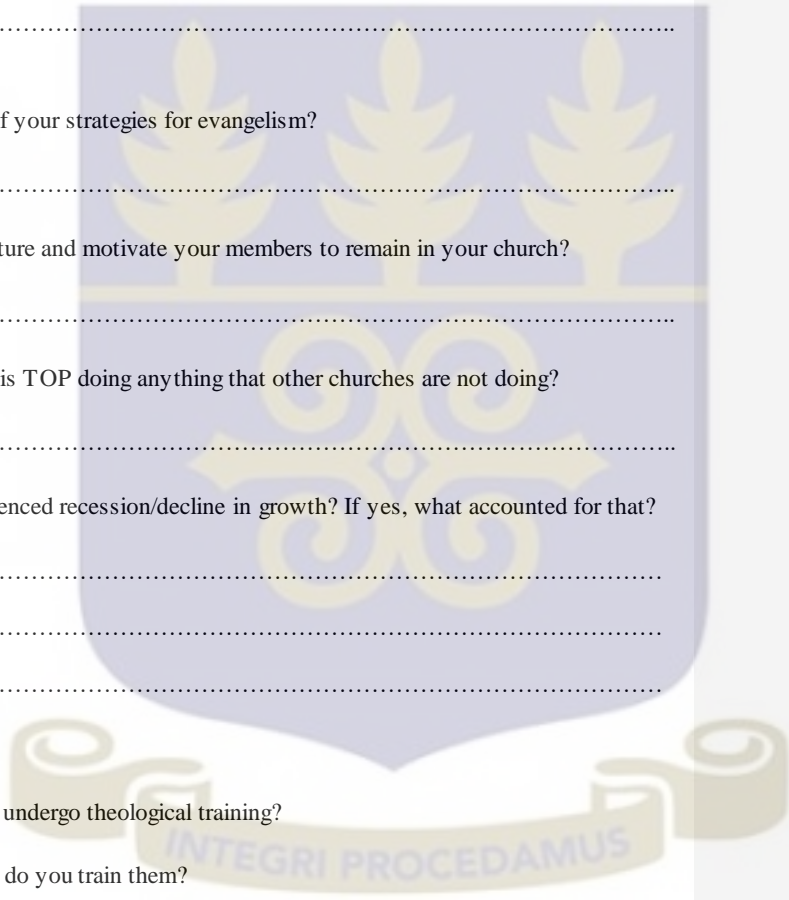 ………………………………………………………………..
f your strategies for evangelism?
………………………………………………………………...
ture and motivate your members to remain in your church?
………………………………………………………………..
is TOP doing anything that other churches are not doing?
………………………………………………………………..
enced recession/decline in growth? If yes, what accounted for that?
………………………………………………………………
………………………………………………………………
………………………………………………………………
undergo theological training?
INTEGRI PROCEDAMUS
do you train them?